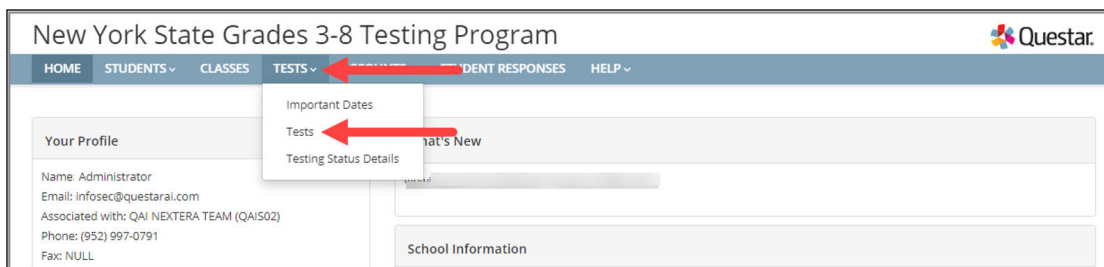 New York State Grades 3-8 Testing Program
Questar.
HOME STUDENTS CLASSES TESTS STUDENT RESPONSES HELP
Important Dates
Tests
Testing Status Details
Your Profile
What's New
Name: Administrator
Email: infosec@questarai.com
Associated with: QAI NEXTERA TEAM (QAIS02)
Phone: (952) 997-0791
Fax: NULL
School Information